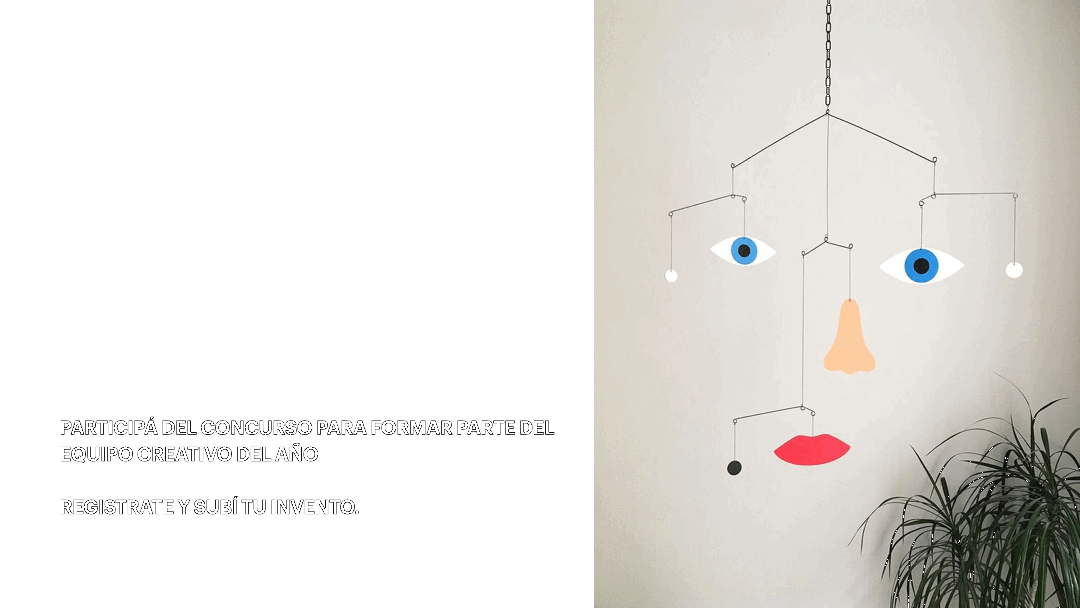 PARTICIPÁ DEL CONCURSO PARA FORMAR PARTE DEL
EQUIPO CREATIVO DEL AÑO
REGISTRATE Y SUBÍ TU INVENTO.